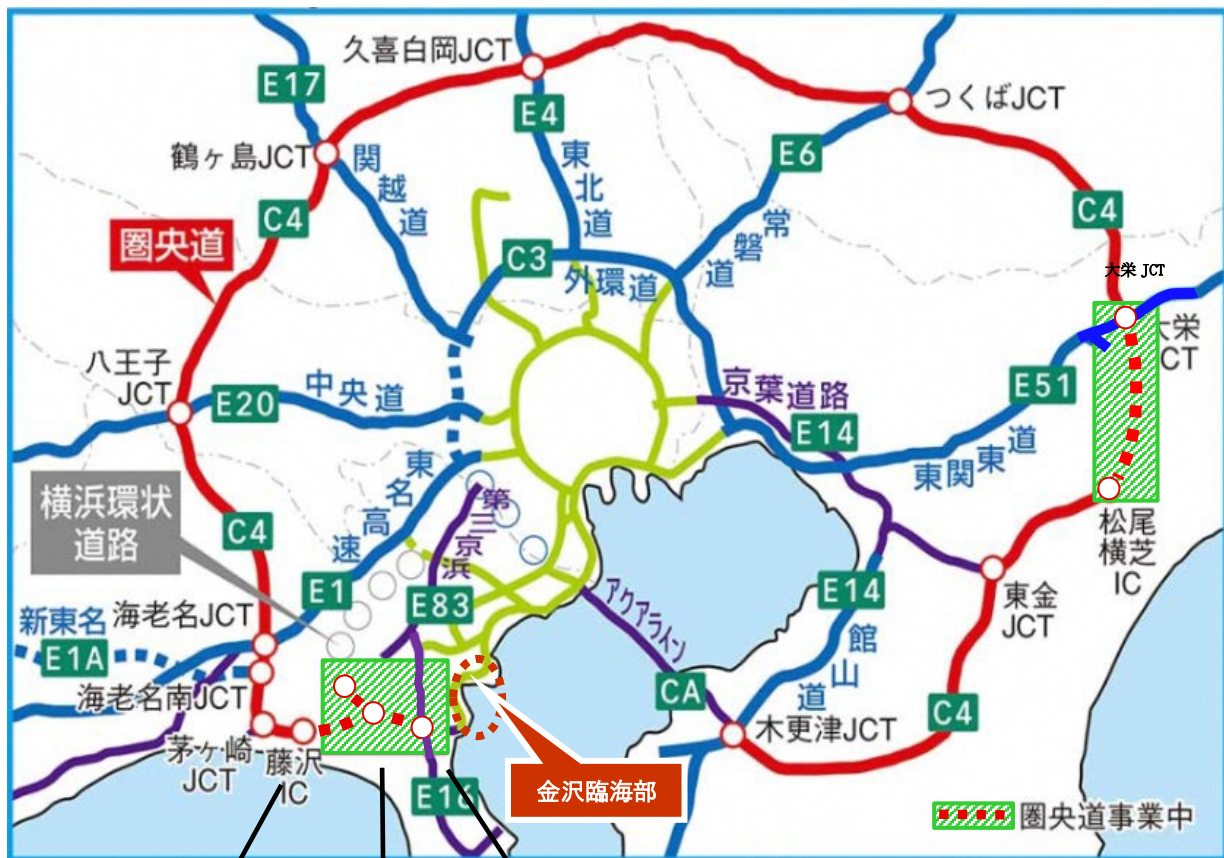 久喜白岡JCT
E17
E4
つくばJCT
E6
鶴ヶ島JCT
関越道
東北道
C4
C4
常磐道
圏央道
C3
外環道
大栄 JCT
大栄
JCT
八王子
JCT
E20
中央道
京葉道路
E14
E51
東関東道
東名高速
第三京浜
横浜環状
道路
C4
松尾
横芝
IC
E1
E83
アクアライン
E14
館山道
東金
JCT
新東名
E1A
海老名JCT
海老名南JCT
CA
木更津JCT
C4
茅ヶ崎
JCT
藤沢
IC
E16
金沢臨海部
圏央道事業中